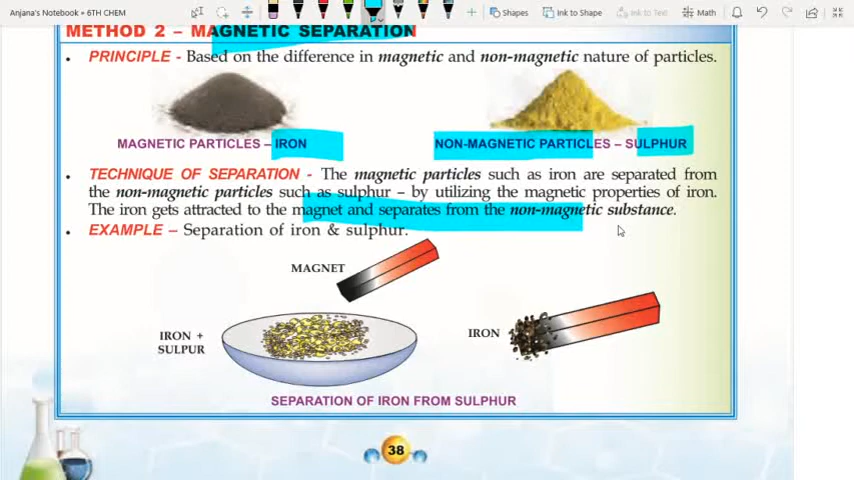 Anjana's Notebook » 6TH CHEM
Shapes
Ink to Shape
Ink to Text
Math
METHOD 2 – MAGNETIC SEPARATION
• PRINCIPLE - Based on the difference in magnetic and non-magnetic nature of particles.
MAGNETIC PARTICLES – IRON
NON-MAGNETIC PARTICLES – SULPHUR
• TECHNIQUE OF SEPARATION - The magnetic particles such as iron are separated from
the non-magnetic particles such as sulphur – by utilizing the magnetic properties of iron.
The iron gets attracted to the magnet and separates from the non-magnetic substance.
• EXAMPLE – Separation of iron & sulphur.
MAGNET
IRON +
SULPUR
IRON
SEPARATION OF IRON FROM SULPHUR
38